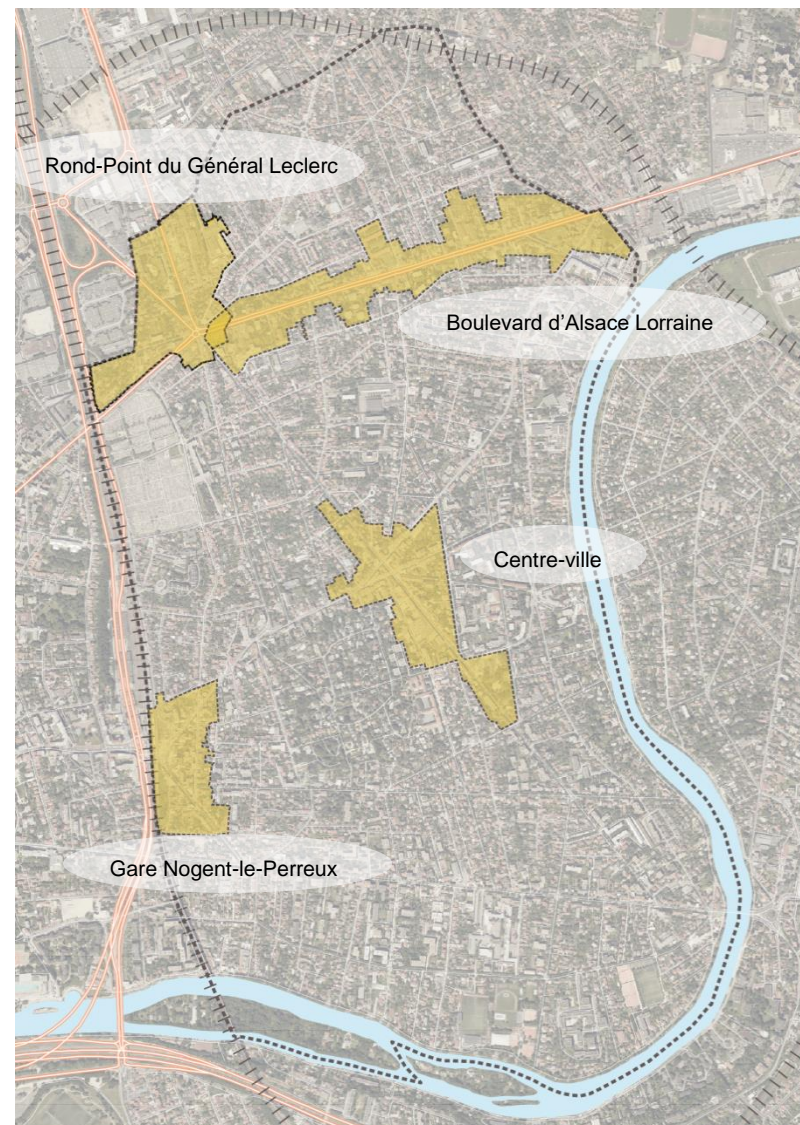 Rond-Point du Général Leclerc
Boulevard d'Alsace Lorraine
Centre-ville
Gare Nogent-le-Perreux